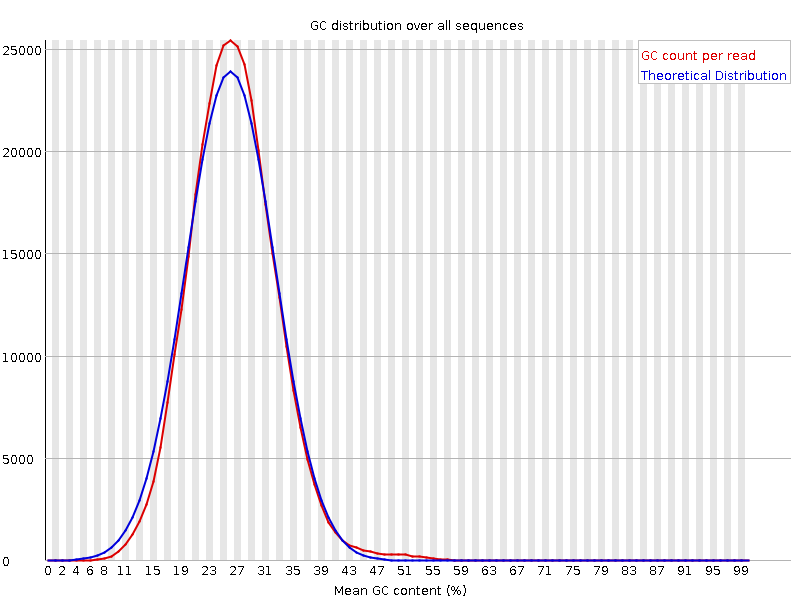 GC distribution over all sequences
GC count per read
Theoretical Distribution
25000
20000
15000
10000
5000
0
0 2 4 6 8 11 15 19 23 27 31 35 39 43 47 51 55 59 63 67 71 75 79 83 87 91 95 99
Mean GC content (%)